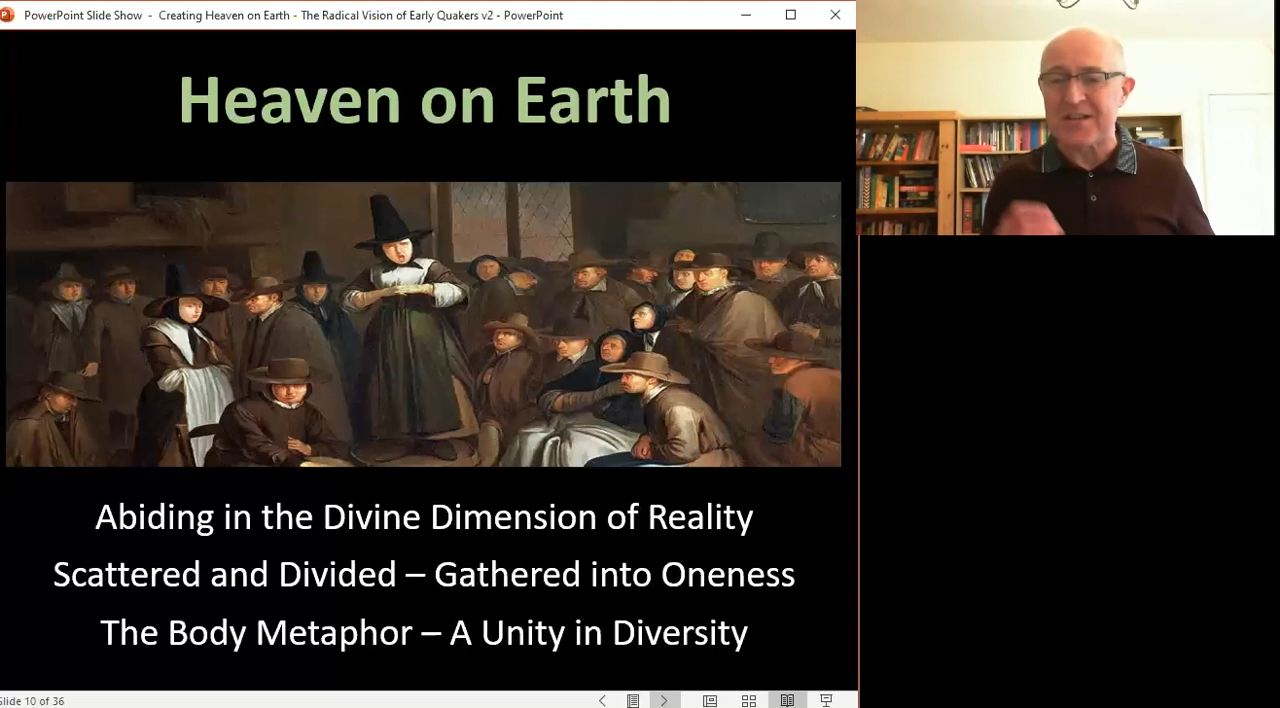 PowerPoint Slide Show - Creating Heaven on Earth - The Radical Vision of Early Quakers v2 - PowerPoint
Heaven on Earth
Abiding in the Divine Dimension of Reality
Scattered and Divided – Gathered into Oneness
The Body Metaphor – A Unity in Diversity
Slide 10 of 36